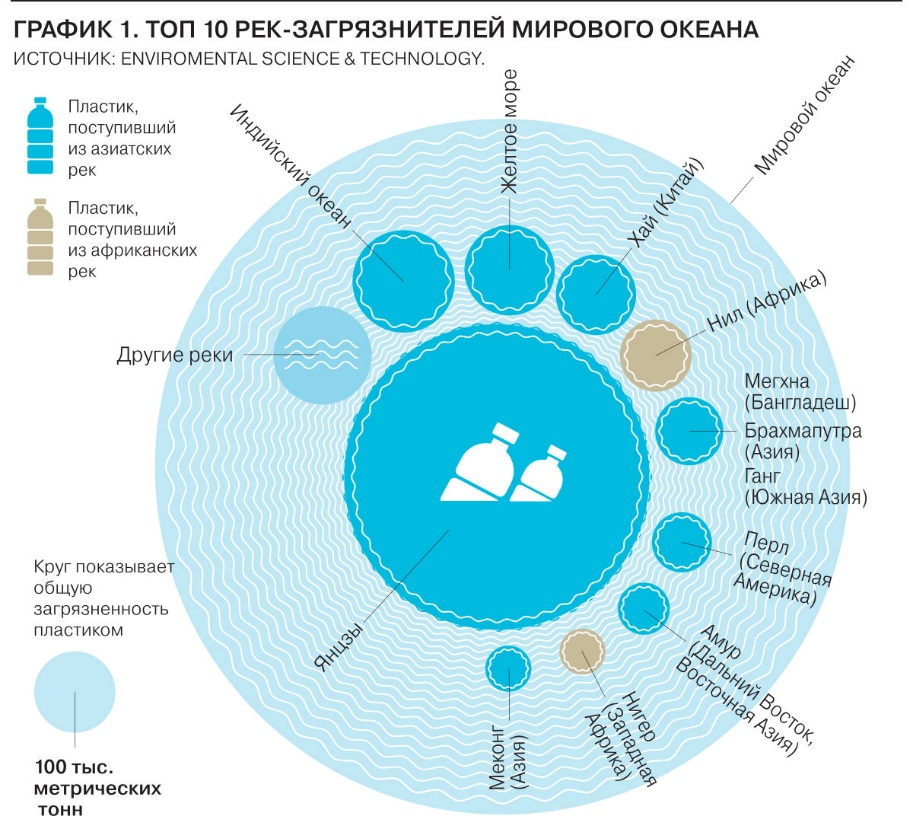 ГРАФИК 1. ТОП 10 РЕК-ЗАГРЯЗНИТЕЛЕЙ МИРОВОГО ОКЕАНА
ИСТОЧНИК: ENVIROMENTAL SCIENCE & TECHNOLOGY.
Пластик,
поступивший
из азиатских
рек
Пластик,
поступивший
из африканских
рек
Индийский океан
Желтое море
Хай (Китай)
Мировой океан
Нил (Африка)
Другие реки
Мегхна
(Бангладеш)
Брахмапутра
(Азия)
Ганг
(Южная Азия)
Перл
(Северная
Америка)
Амур
(Дальний Восток,
Восточная Азия)
Нигер
(Западная
Африка)
Меконг
(Азия)
Янцзы
Круг показывает
общую
загрязненность
пластиком
100 тыс.
метрических
тонн